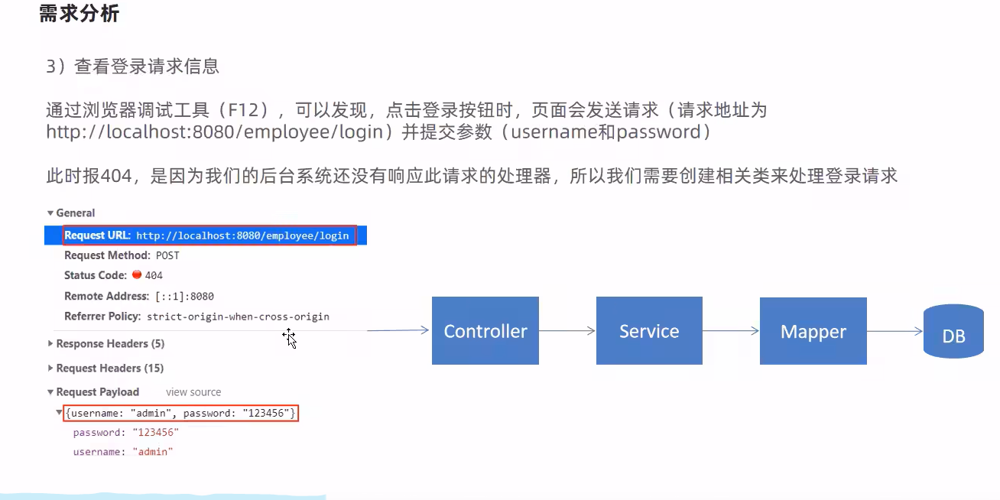 需求分析
3）查看登录请求信息
通过浏览器调试工具（F12），可以发现，点击登录按钮时，页面会发送请求（请求地址为
http://localhost:8080/employee/login）并提交参数（username和password）
此时报404，是因为我们的后台系统还没有响应此请求的处理器，所以我们需要创建相关类来处理登录请求
General
Request URL: http://localhost:8080/employee/login
Request Method: POST
Status Code: 404
Remote Address: [::1]:8080
Referrer Policy: strict-origin-when-cross-origin
Response Headers (5)
Request Headers (15)
Request Payload view source
{username: "admin", password: "123456"}
password: "123456"
username: "admin"
Controller
Service
Mapper
DB